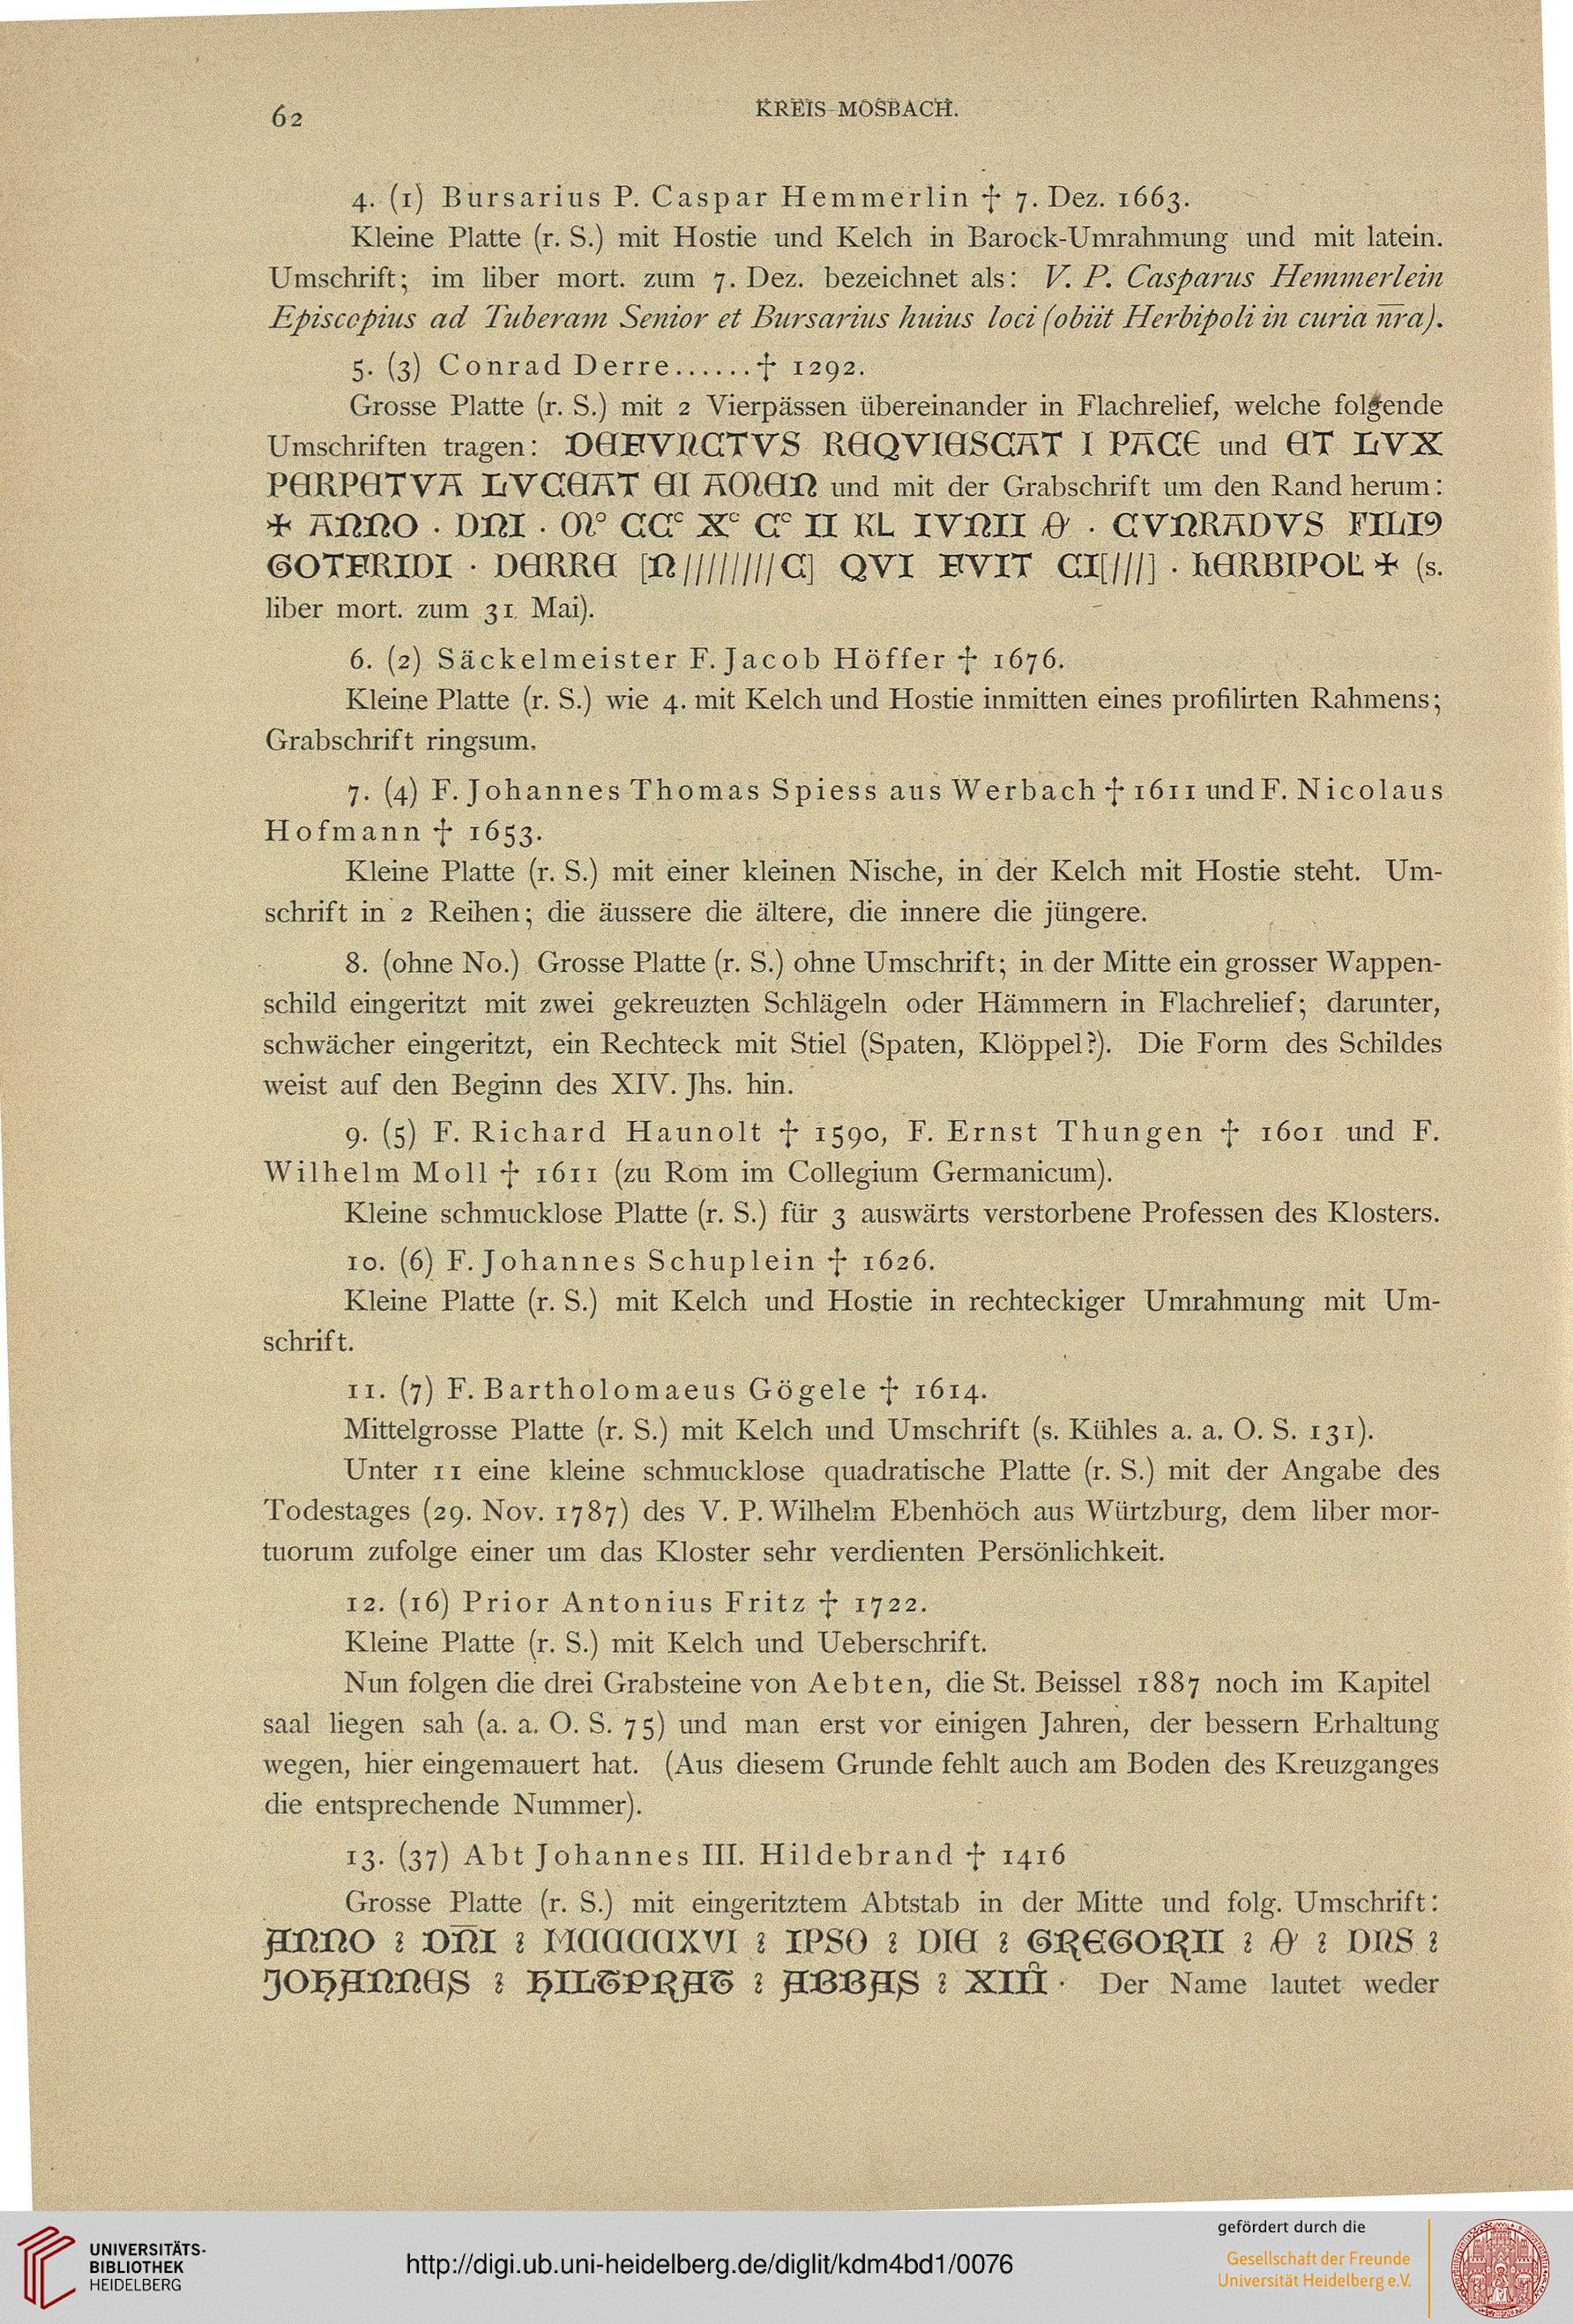 62
KREIS MOSBACH.
4. (1) Bursarius P. Caspar Hemmerlin † 7. Dez. 1663.
Kleine Platte (r. S.) mit Hostie und Kelch in Barock-Umrahmung und mit latein.
Umschrift; im liber mort. zum 7. Dez. bezeichnet als: V. P. Casparus Hemmerlein
Episcopius ad Tuberam Senior et Bursarius huius loci (obiit Herbipoli in curia n̅r̅a).
5. (3) Conrad Derre......† 1292.
Grosse Platte (r. S.) mit 2 Vierpässen übereinander in Flachrelief, welche folgende
Umschriften tragen: DEFVNCTVS REQVIESCAT I PACE und ET LVX
PERPETVA LVCEAT EI AMEN und mit der Grabschrift um den Rand herum:
✠ ANNO · DNI · M° CCᶜ Xᶜ Cᶜ II KL IVNII O̷ · CVNRADVS FILI9
GOTFRIDI · DERRE [N/////////C] QVI FVIT CI[///] · hERBIPOL̕ ✠ (s.
liber mort. zum 31. Mai).
6. (2) Säckelmeister F. Jacob Höffer † 1676.
Kleine Platte (r. S.) wie 4. mit Kelch und Hostie inmitten eines profilirten Rahmens;
Grabschrift ringsum.
7. (4) F. Johannes Thomas Spiess aus Werbach † 1611 und F. Nicolaus
Hofmann † 1653.
Kleine Platte (r. S.) mit einer kleinen Nische, in der Kelch mit Hostie steht. Um-
schrift in 2 Reihen; die äussere die ältere, die innere die jüngere.
8. (ohne No.) Grosse Platte (r. S.) ohne Umschrift; in der Mitte ein grosser Wappen-
schild eingeritzt mit zwei gekreuzten Schlägeln oder Hämmern in Flachrelief; darunter,
schwächer eingeritzt, ein Rechteck mit Stiel (Spaten, Klöppel?). Die Form des Schildes
weist auf den Beginn des XIV. Jhs. hin.
9. (5) F. Richard Haunolt † 1590, F. Ernst Thungen † 1601 und F.
Wilhelm Moll † 1611 (zu Rom im Collegium Germanicum).
Kleine schmucklose Platte (r. S.) für 3 auswärts verstorbene Professen des Klosters.
10. (6) F. Johannes Schuplein † 1626.
Kleine Platte (r. S.) mit Kelch und Hostie in rechteckiger Umrahmung mit Um-
schrift.
11. (7) F. Bartholomaeus Gögele † 1614.
Mittelgrosse Platte (r. S.) mit Kelch und Umschrift (s. Kühles a. a. O. S. 131).
Unter 11 eine kleine schmucklose quadratische Platte (r. S.) mit der Angabe des
Todestages (29. Nov. 1787) des V. P. Wilhelm Ebenhöch aus Würtzburg, dem liber mor-
tuorum zufolge einer um das Kloster sehr verdienten Persönlichkeit.
12. (16) Prior Antonius Fritz † 1722.
Kleine Platte (r. S.) mit Kelch und Ueberschrift.
Nun folgen die drei Grabsteine von Aebten, die St. Beissel 1887 noch im Kapitel
saal liegen sah (a. a. O. S. 75) und man erst vor einigen Jahren, der bessern Erhaltung
wegen, hier eingemauert hat. (Aus diesem Grunde fehlt auch am Boden des Kreuzganges
die entsprechende Nummer).
13. (37) Abt Johannes III. Hildebrand † 1416
Grosse Platte (r. S.) mit eingeritztem Abtstab in der Mitte und folg. Umschrift:
ANNO ⁝ DN̅I ⁝ MCCCCXVI ⁝ IPSO ⁝ DIE ⁝ GREGORII ⁝ O̷ ⁝ DNS ⁝
JOHANNES ⁝ HILTPRAT ⁝ ABBAS ⁝ XIII̊ · Der Name lautet weder
UNIVERSITÄTS-
BIBLIOTHEK
HEIDELBERG
http://digi.ub.uni-heidelberg.de/diglit/kdm4bd1/0076
gefördert durch die
Gesellschaft der Freunde
Universität Heidelberg e.V.